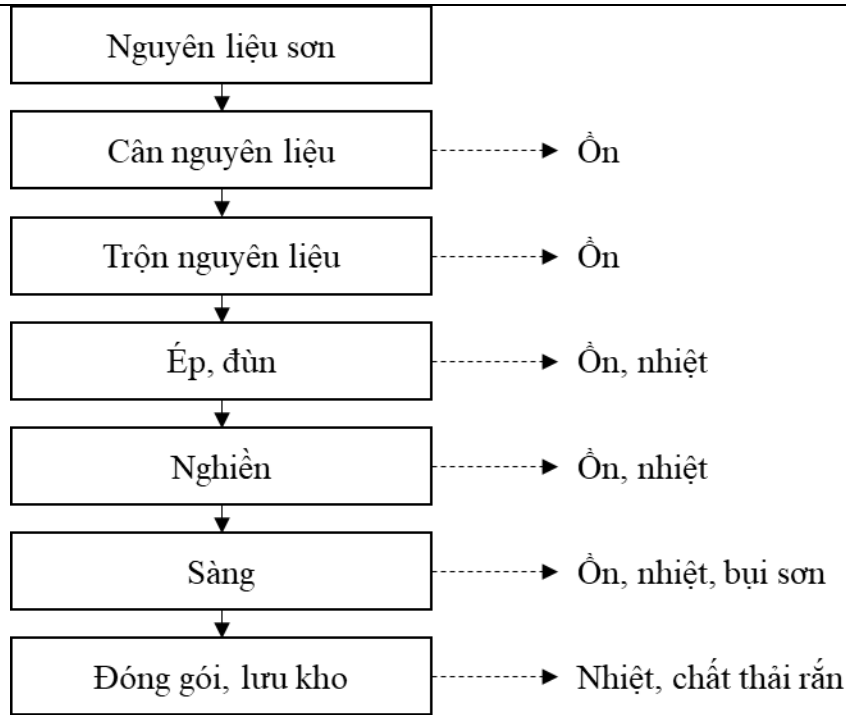 Nguyên liệu sơn
Cân nguyên liệu
Ồn
Trộn nguyên liệu
Ồn
Ép, đùn
Ồn, nhiệt
Nghiền
Ồn, nhiệt
Sàng
Ồn, nhiệt, bụi sơn
Đóng gói, lưu kho
Nhiệt, chất thải rắn